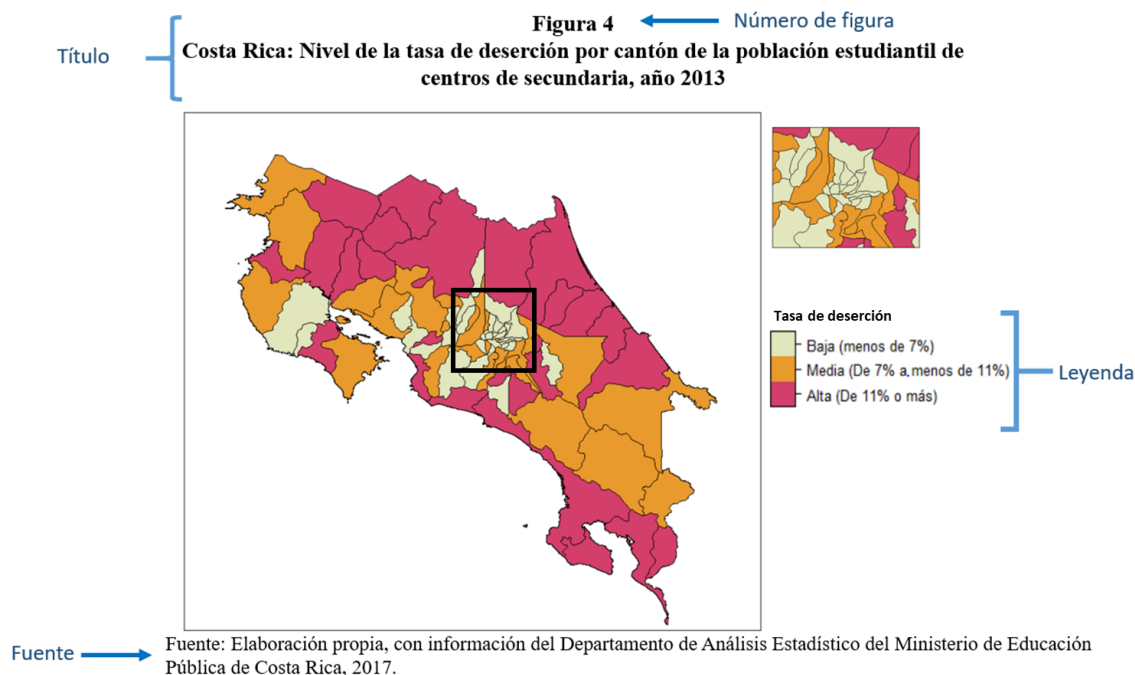 Figura 4
Número de figura
Título
Costa Rica: Nivel de la tasa de deserción por cantón de la población estudiantil de
centros de secundaria, año 2013
Tasa de deserción
Baja (menos de 7%)
Media (De 7% a menos de 11%)
Alta (De 11% o más)
Leyenda
Fuente
Fuente: Elaboración propia, con información del Departamento de Análisis Estadístico del Ministerio de Educación
Pública de Costa Rica, 2017.